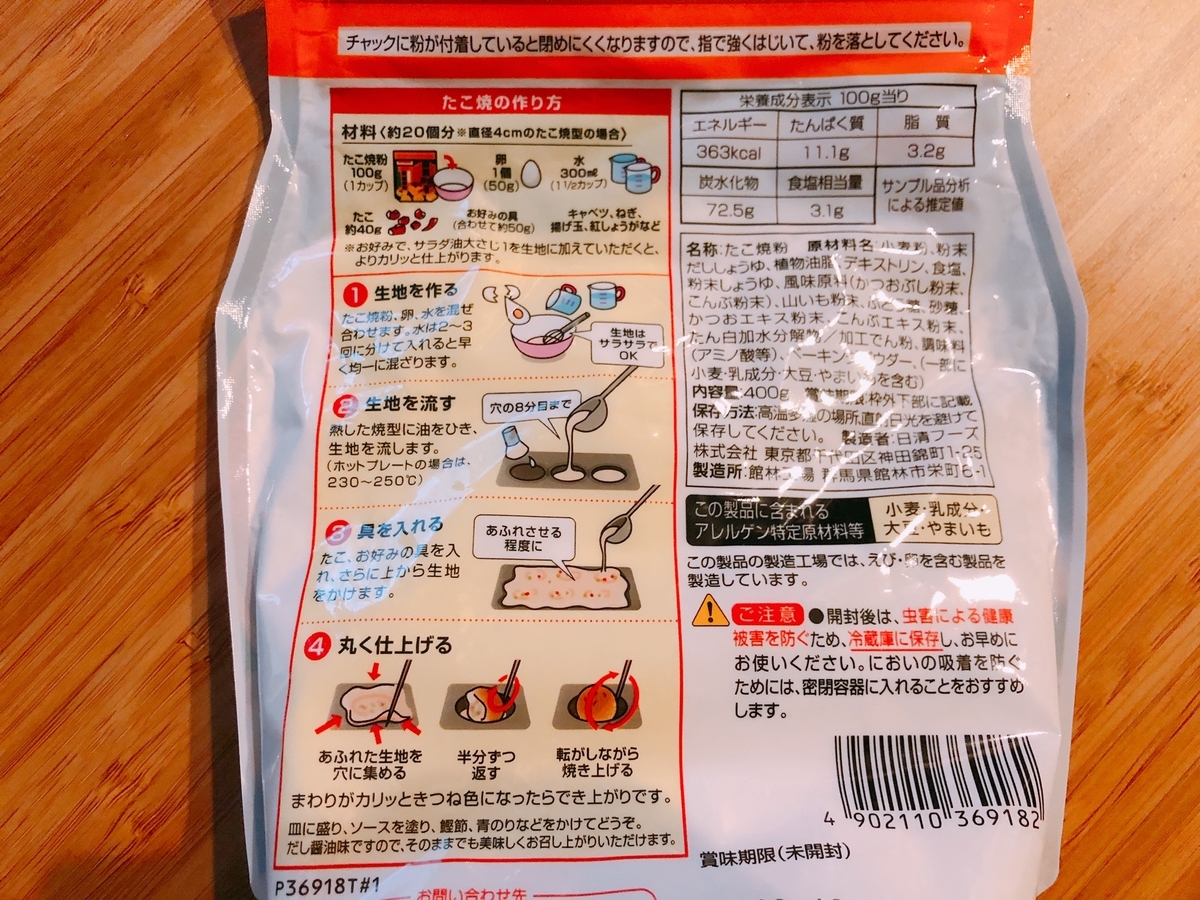 チャックに粉が付着していると閉めにくくなりますので、指で強くはじいて、粉を落としてください。
たこ焼の作り方
材料〈約20個分※直径4cmのたこ焼型の場合〉
たこ焼粉
100g
(1カップ)
卵
1個
(50g)
水
300㎖
(1 1/2カップ)
たこ
約40g
お好みの具
(合わせて約50g)
キャベツ、ねぎ、
揚げ玉、紅しょうがなど
※お好みで、サラダ油大さじ1を生地に加えていただくと、
よりカリッと仕上がります。
1 生地を作る
たこ焼粉、卵、水を混ぜ
合わせます。水は2〜3
回に分けて入れると早
く均一に混ざります。
生地は
サラサラで
OK
2 生地を流す
熱した焼型に油をひき、
生地を流します。
(ホットプレートの場合は、
230〜250℃)
穴の8分目まで
3 具を入れる
たこ、お好みの具を入
れ、さらに上から生地
をかけます。
あふれさせる
程度に
4 丸く仕上げる
あふれた生地を
穴に集める
半分ずつ
返す
転がしながら
焼き上げる
まわりがカリッときつね色になったらでき上がりです。
皿に盛り、ソースを塗り、鰹節、青のりなどをかけてどうぞ。
だし醤油味ですので、そのままでも美味しくお召し上がりいただけます。
P36918T#1
お問い合わせ先
栄養成分表示 100g当り
エネルギー たんぱく質 脂 質
363kcal 11.1g 3.2g
炭水化物 食塩相当量
72.5g 3.1g
サンプル品分析
による推定値
名称:たこ焼粉 原材料名:小麦粉、粉末
だししょうゆ、植物油脂、デキストリン、食塩、
粉末しょうゆ、風味原料(かつおぶし粉末、
こんぶ粉末)、山いも粉末、ぶどう糖、砂糖、
かつおエキス粉末、こんぶエキス粉末、
たん白加水分解物/加工でん粉、調味料
(アミノ酸等)、ベーキングパウダー、(一部に
小麦・乳成分・大豆・やまいもを含む)
内容量:400g 賞味期限:枠外下部に記載
保存方法:高温多湿の場所、直射日光を避けて
保存してください。 製造者:日清フーズ
株式会社 東京都千代田区神田錦町1-25
製造所:館林工場 群馬県館林市栄町6-1
この製品に含まれる
アレルゲン特定原材料等
小麦・乳成分・
大豆・やまいも
この製品の製造工場では、えび・卵を含む製品を
製造しています。
ご注意 ●開封後は、虫害による健康
被害を防ぐため、冷蔵庫に保存し、お早めに
お使いください。においの吸着を防ぐ
ためには、密閉容器に入れることをおすすめ
します。
4 902110 369182
賞味期限(未開封)